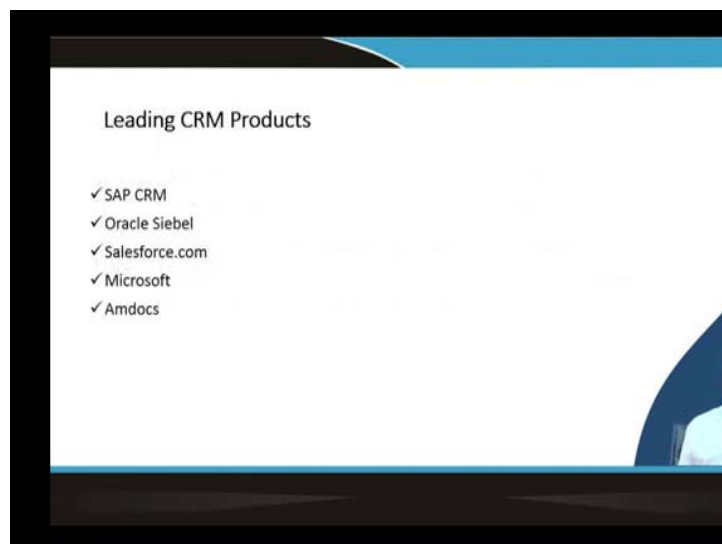 Leading CRM Products
✓SAP CRM
✓Oracle Siebel
✓Salesforce.com
✓Microsoft
✓Amdocs